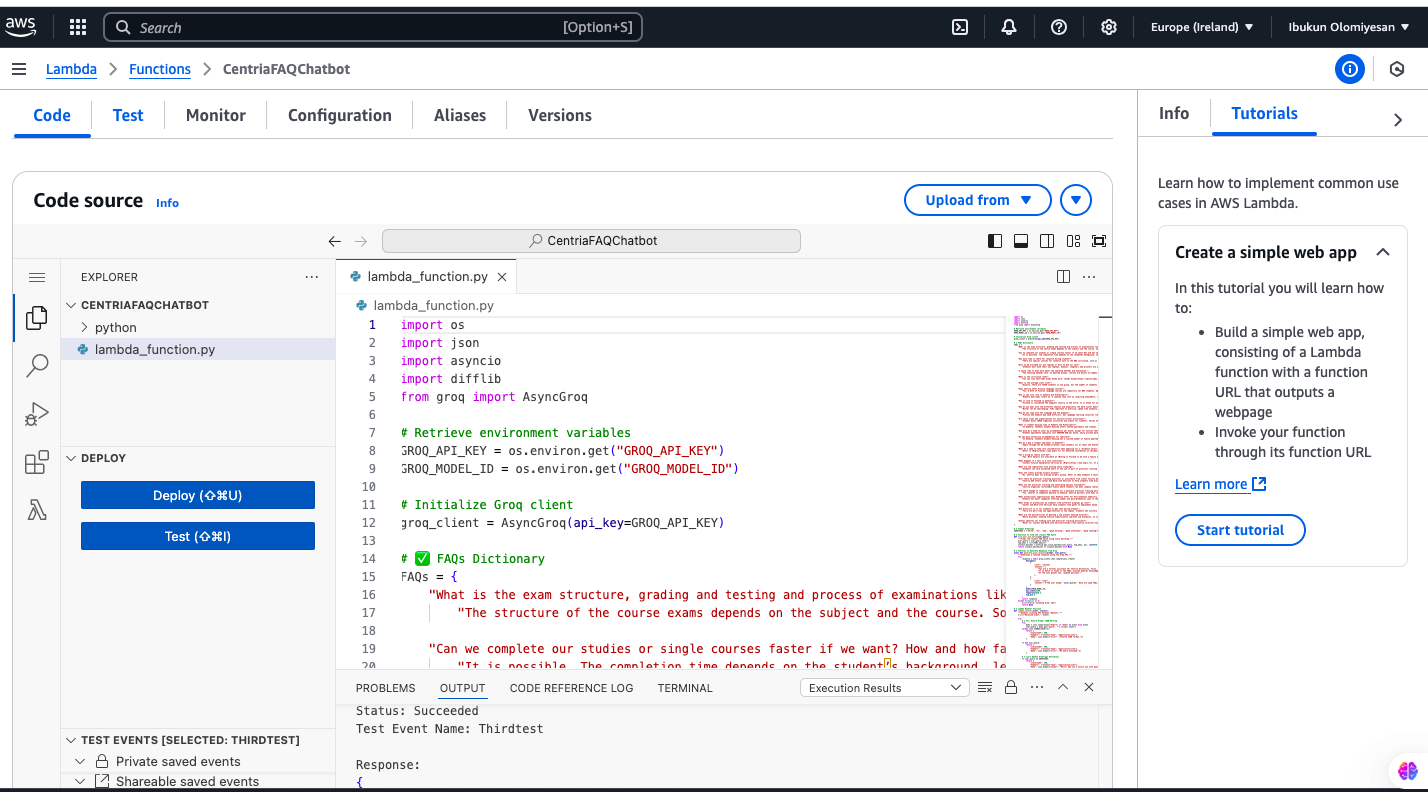 aws
Search
[Option+S]
Europe (Ireland)
Ibukun Olomiyesan
Lambda
Functions
CentriaFAQChatbot
Code
Test
Monitor
Configuration
Aliases
Versions
Info
Tutorials
Code source
Info
Upload from
CentriaFAQChatbot
EXPLORER
CENTRIAFAQCHATBOT
python
lambda_function.py
DEPLOY
Deploy (⇧⌘U)
Test (⇧⌘I)
TEST EVENTS [SELECTED: THIRDTEST]
Private saved events
Shareable saved events
lambda_function.py
lambda_function.py
1 import os
2 import json
3 import asyncio
4 import difflib
5 from groq import AsyncGroq
6
7 # Retrieve environment variables
8 GROQ_API_KEY = os.environ.get("GROQ_API_KEY")
9 GROQ_MODEL_ID = os.environ.get("GROQ_MODEL_ID")
10
11 # Initialize Groq client
12 groq_client = AsyncGroq(api_key=GROQ_API_KEY)
13
14 # ✅ FAQs Dictionary
15 FAQs = {
16 "What is the exam structure, grading and testing and process of examinations lik
17 "The structure of the course exams depends on the subject and the course. So
18
19 "Can we complete our studies or single courses faster if we want? How and how fa
20 "It is possible. The completion time depends on the student's background, le
PROBLEMS
OUTPUT
CODE REFERENCE LOG
TERMINAL
Execution Results
Status: Succeeded
Test Event Name: Thirdtest
Response:
{
Learn how to implement common use
cases in AWS Lambda.
Create a simple web app
In this tutorial you will learn how
to:
• Build a simple web app,
consisting of a Lambda
function with a function
URL that outputs a
webpage
• Invoke your function
through its function URL
Learn more
Start tutorial